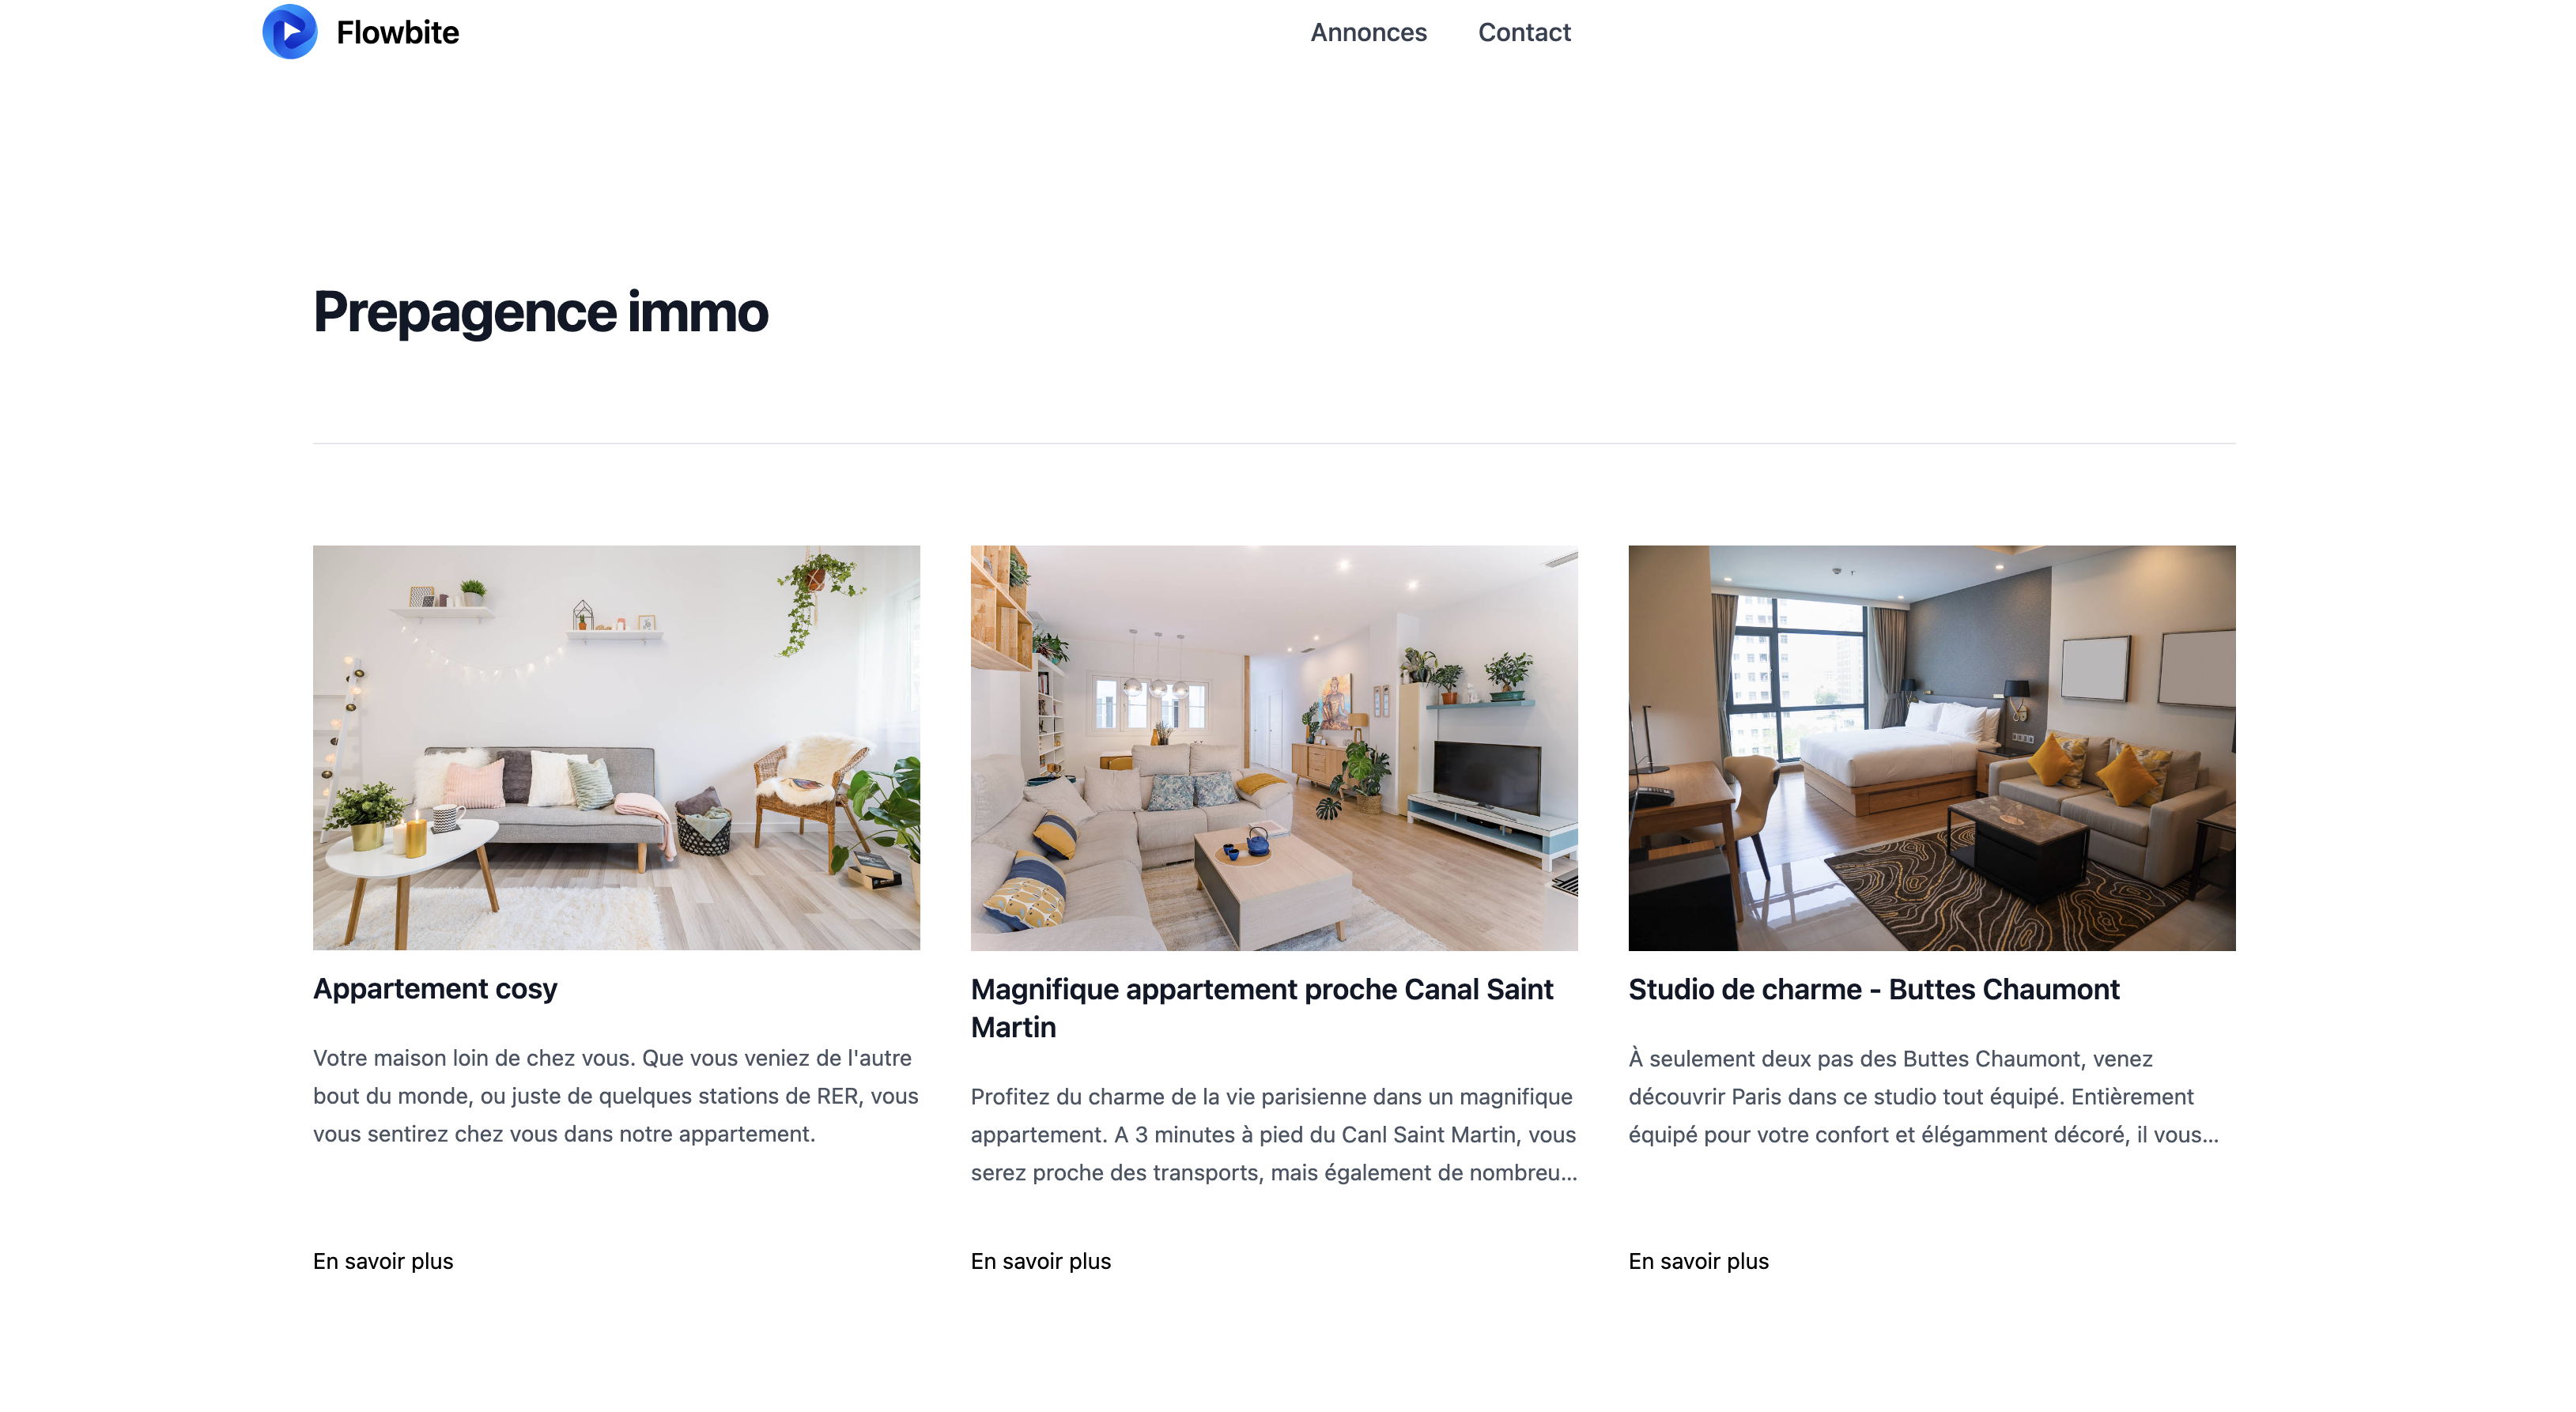 Flowbite
Annonces
Contact
Prepagence immo
Appartement cosy
Votre maison loin de chez vous. Que vous veniez de l'autre
bout du monde, ou juste de quelques stations de RER, vous
vous sentirez chez vous dans notre appartement.
En savoir plus
Magnifique appartement proche Canal Saint
Martin
Profitez du charme de la vie parisienne dans un magnifique
appartement. A 3 minutes à pied du Canl Saint Martin, vous
serez proche des transports, mais également de nombreu...
En savoir plus
Studio de charme - Buttes Chaumont
À seulement deux pas des Buttes Chaumont, venez
découvrir Paris dans ce studio tout équipé. Entièrement
équipé pour votre confort et élégamment décoré, il vous...
En savoir plus